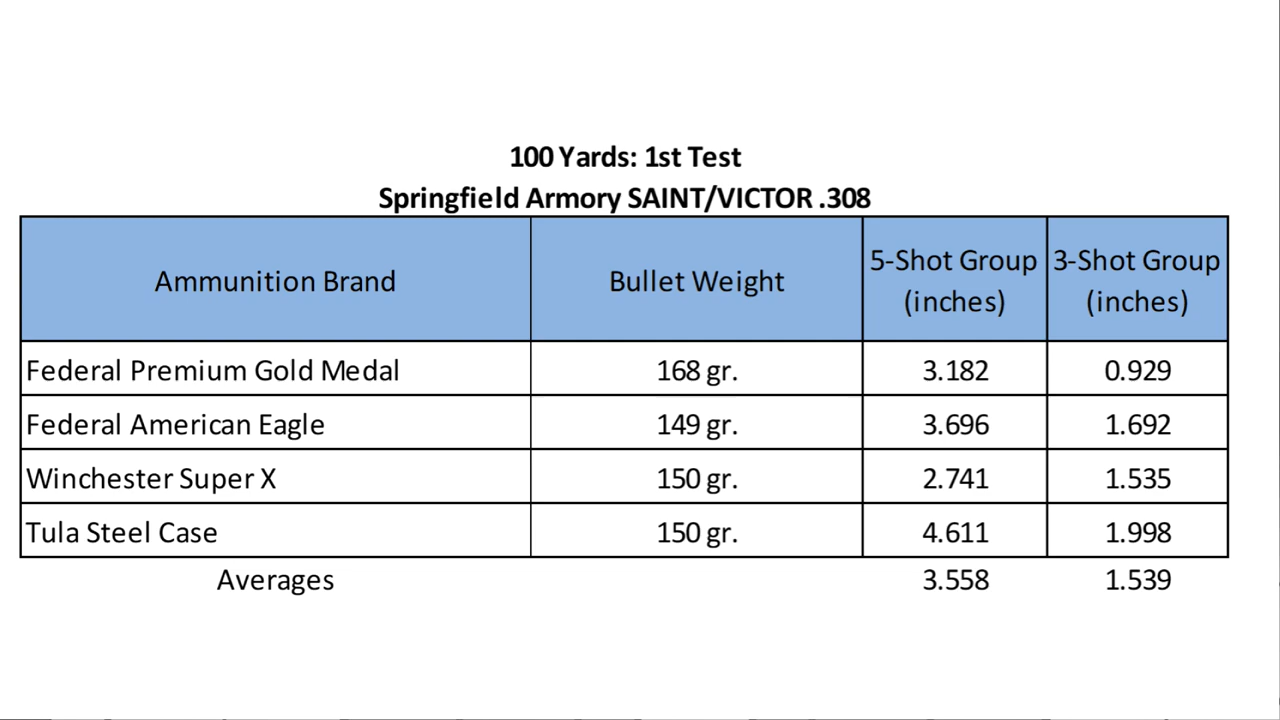 100 Yards: 1st Test
Springfield Armory SAINT/VICTOR .308
Ammunition Brand Bullet Weight 5-Shot Group (inches) 3-Shot Group (inches)
Federal Premium Gold Medal 168 gr. 3.182 0.929
Federal American Eagle 149 gr. 3.696 1.692
Winchester Super X 150 gr. 2.741 1.535
Tula Steel Case 150 gr. 4.611 1.998
Averages 3.558 1.539